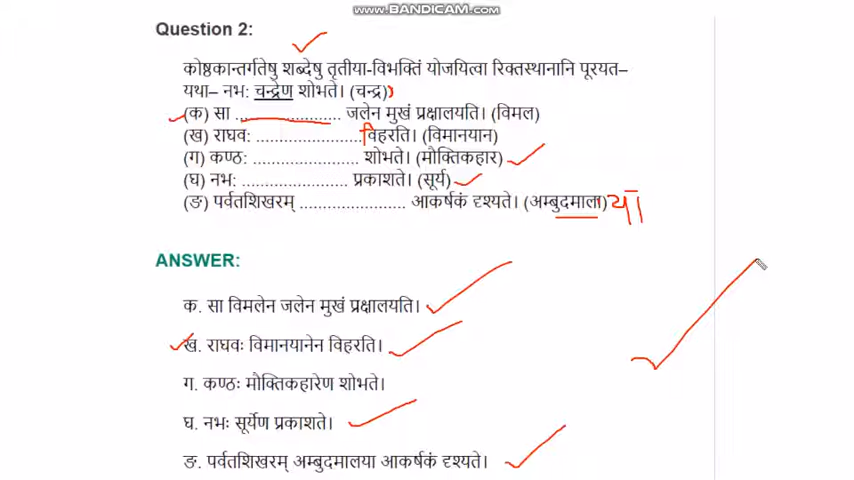 www.BANDICAM.com
Question 2:
कोष्ठकान्तर्गतेषु शब्देषु तृतीया-विभक्तिं योजयित्वा रिक्तस्थानानि पूरयत–
यथा– नभ: चन्द्रेण शोभते। (चन्द्र)
(क) सा ........................ जलेन मुखं प्रक्षालयति। (विमल)
(ख) राघव: ........................ विहरति। (विमानयान)
(ग) कण्ठ: ........................ शोभते। (मौक्तिकहार)
(घ) नभ: ........................ प्रकाशते। (सूर्य)
(ङ) पर्वतशिखरम् ........................ आकर्षकं दृश्यते। (अम्बुदमाला) या
ANSWER:
क. सा विमलेन जलेन मुखं प्रक्षालयति।
ख. राघवः विमानयानेन विहरति।
ग. कण्ठः मौक्तिकहारेण शोभते।
घ. नभः सूर्येण प्रकाशते।
ङ. पर्वतशिखरम् अम्बुदमालया आकर्षकं दृश्यते।